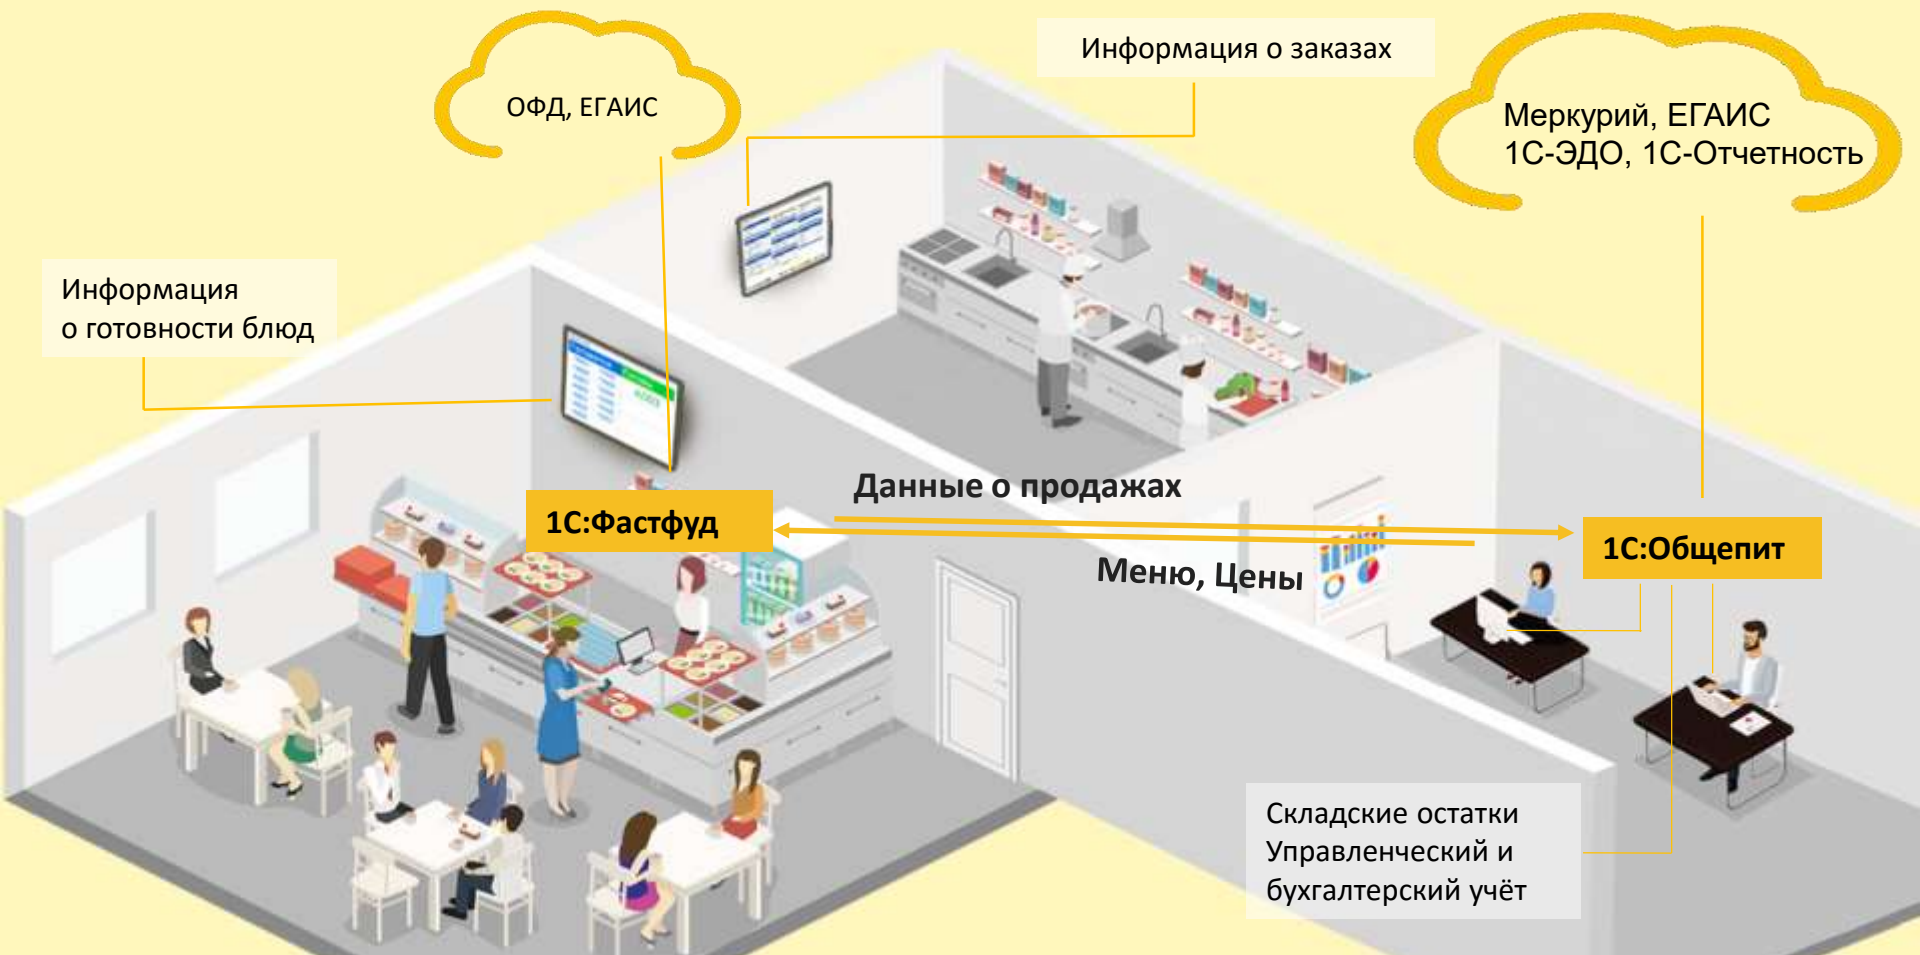 Информация о заказах
ОФД, ЕГАИС
Меркурий, ЕГАИС
1С-ЭДО, 1С-Отчетность
Информация
о готовности блюд
Данные о продажах
1С:Фастфуд
1С:Общепит
Меню, Цены
Складские остатки
Управленческий и
бухгалтерский учёт